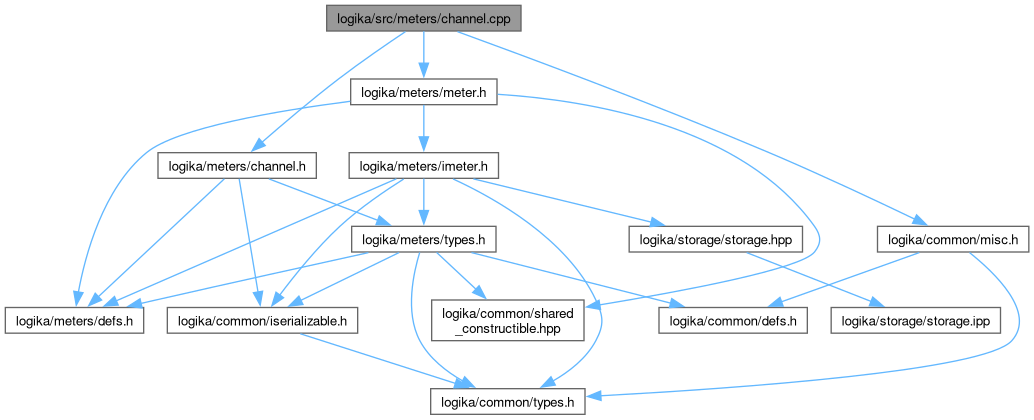 logika/src/meters/channel.cpp
logika/meters/meter.h
logika/meters/channel.h
logika/meters/imeter.h
logika/meters/types.h
logika/storage/storage.hpp
logika/common/misc.h
logika/meters/defs.h
logika/common/iserializable.h
logika/common/shared
_constructible.hpp
logika/common/defs.h
logika/storage/storage.ipp
logika/common/types.h